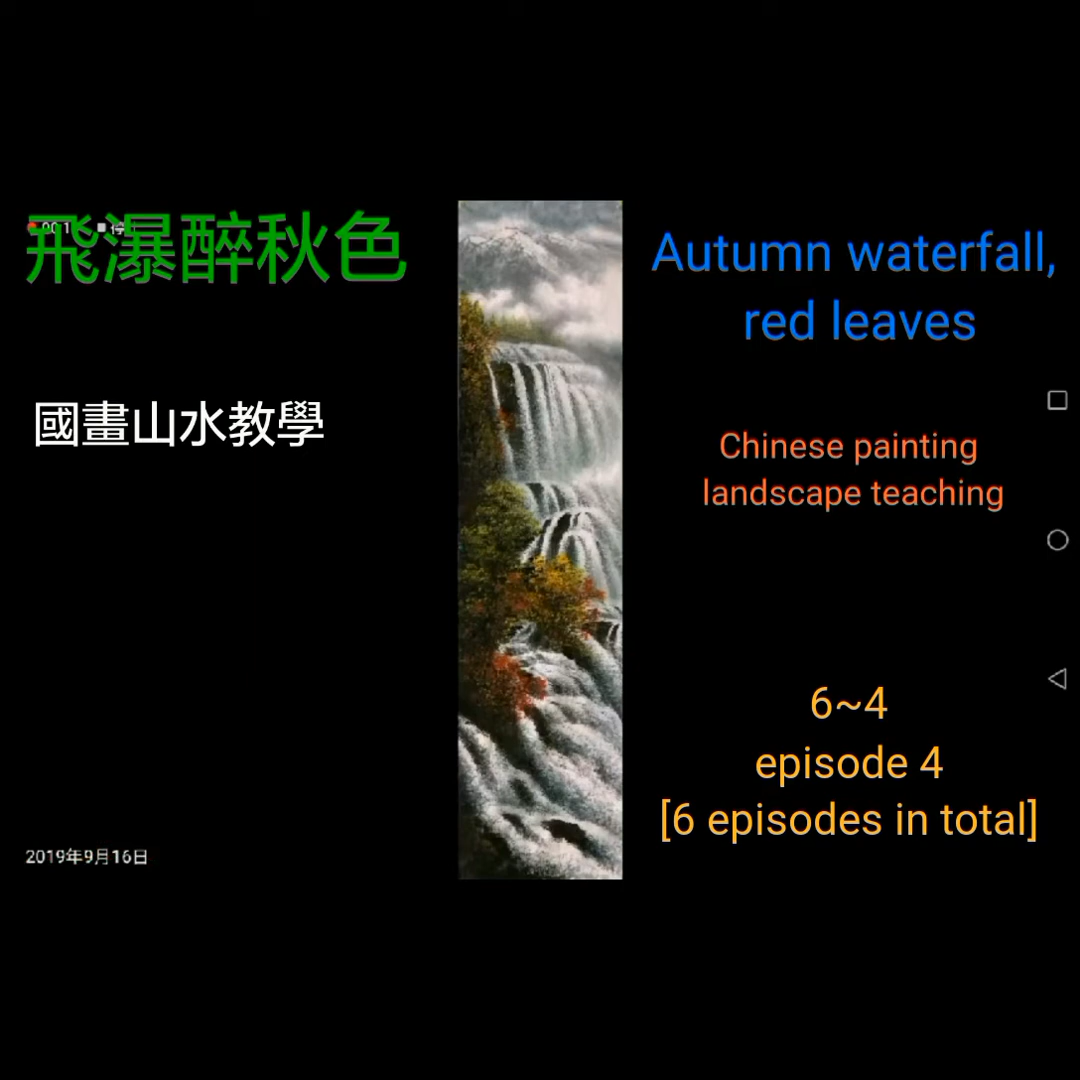 飛瀑醉秋色
國畫山水教學
2019年9月16日
Autumn waterfall,
red leaves
Chinese painting
landscape teaching
6~4
episode 4
[6 episodes in total]